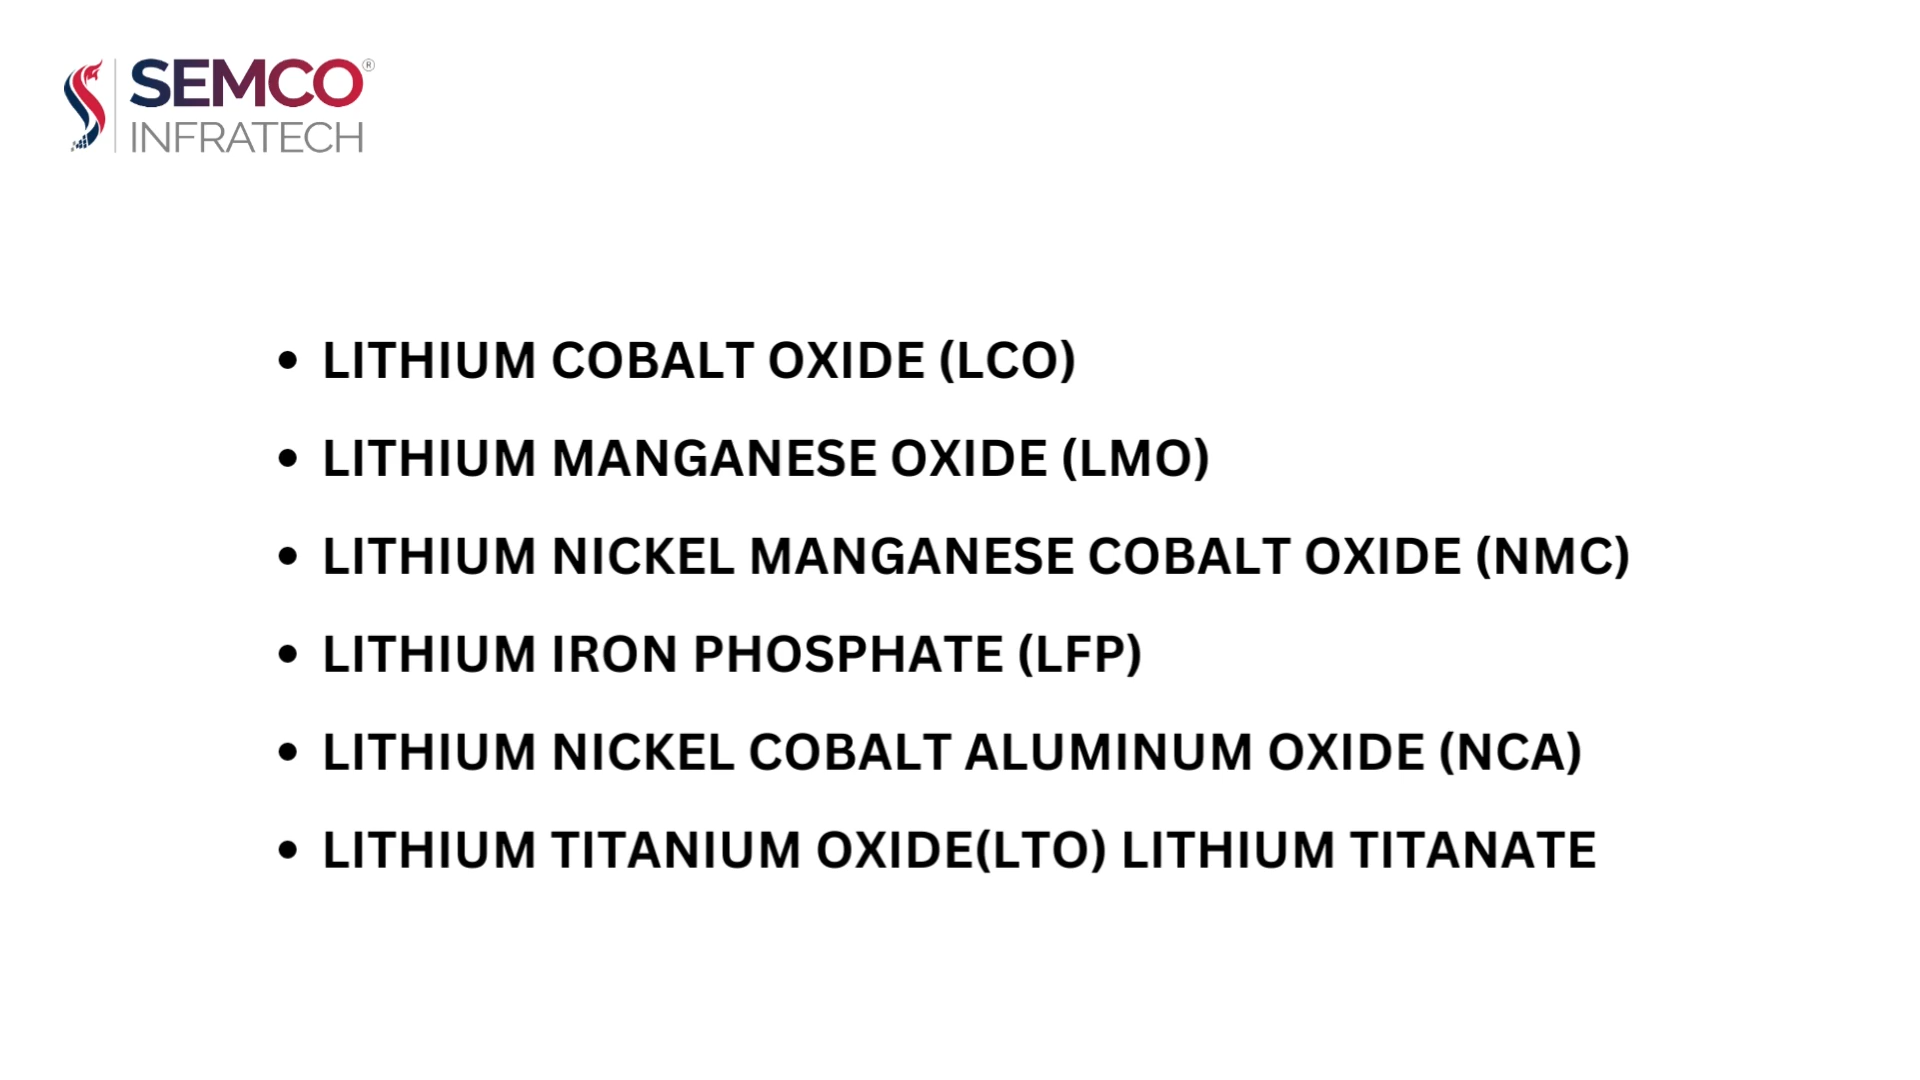 SEMCO®
INFRATECH
• LITHIUM COBALT OXIDE (LCO)
• LITHIUM MANGANESE OXIDE (LMO)
• LITHIUM NICKEL MANGANESE COBALT OXIDE (NMC)
• LITHIUM IRON PHOSPHATE (LFP)
• LITHIUM NICKEL COBALT ALUMINUM OXIDE (NCA)
• LITHIUM TITANIUM OXIDE(LTO) LITHIUM TITANATE